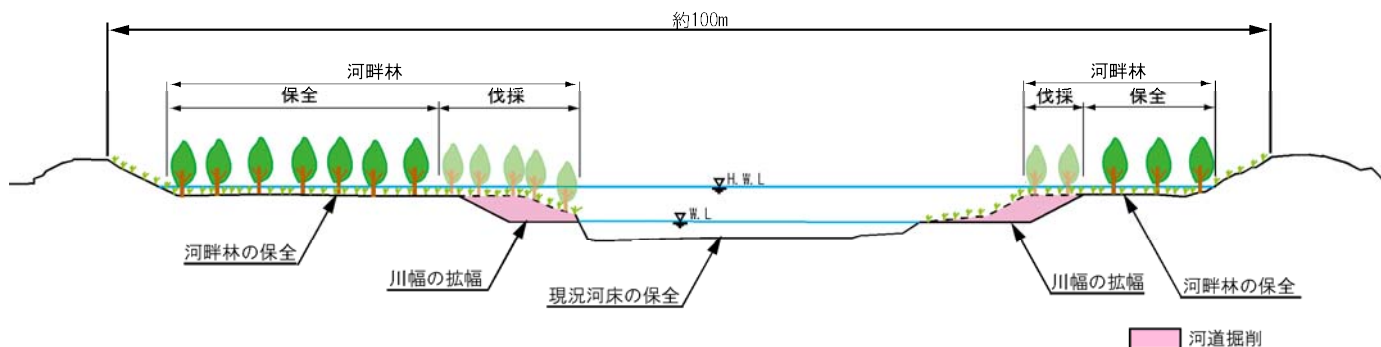 約100m
河畔林
河畔林
保全
伐採
伐採
保全
H.W.L
W.L
河畔林の保全
川幅の拡幅
現況河床の保全
川幅の拡幅
河畔林の保全
河道掘削